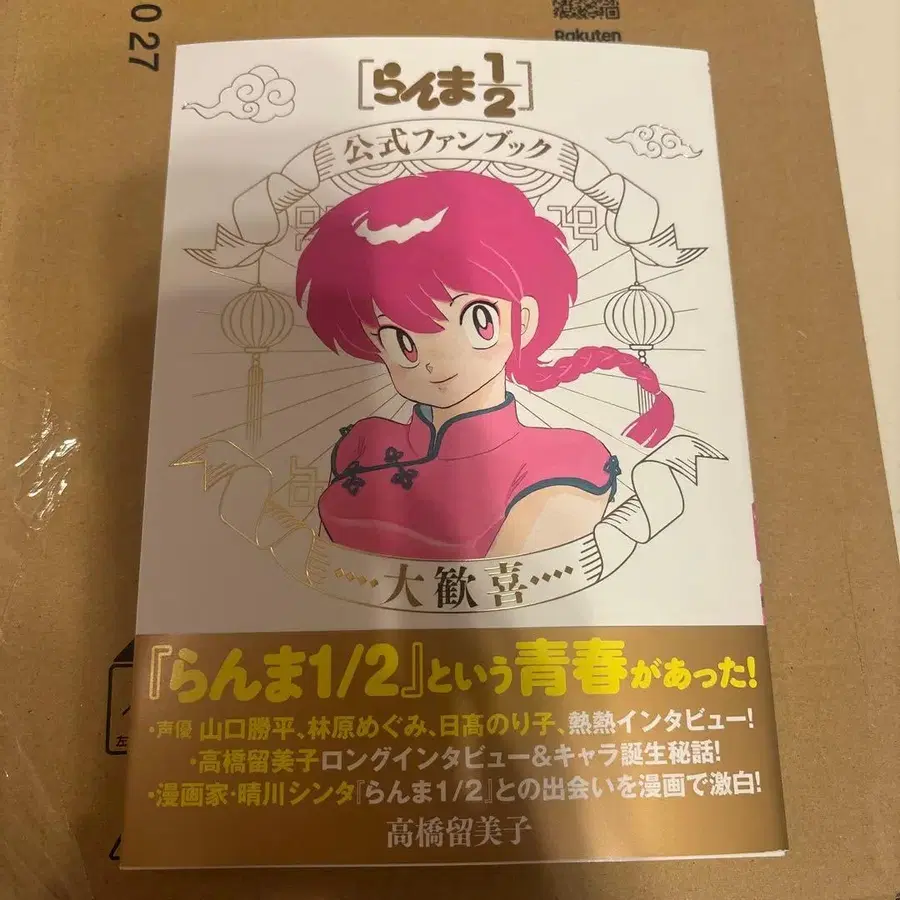 027
Rakuten
[らんま1/2]
公式ファンブック
‥‥大歓喜‥‥
『らんま1/2』という青春があった!
・声優 山口勝平、林原めぐみ、日髙のり子、熱熱インタビュー!
・高橋留美子ロングインタビュー&キャラ誕生秘話!
・漫画家・晴川シンタ『らんま1/2』との出会いを漫画で激白!
高橋留美子
左